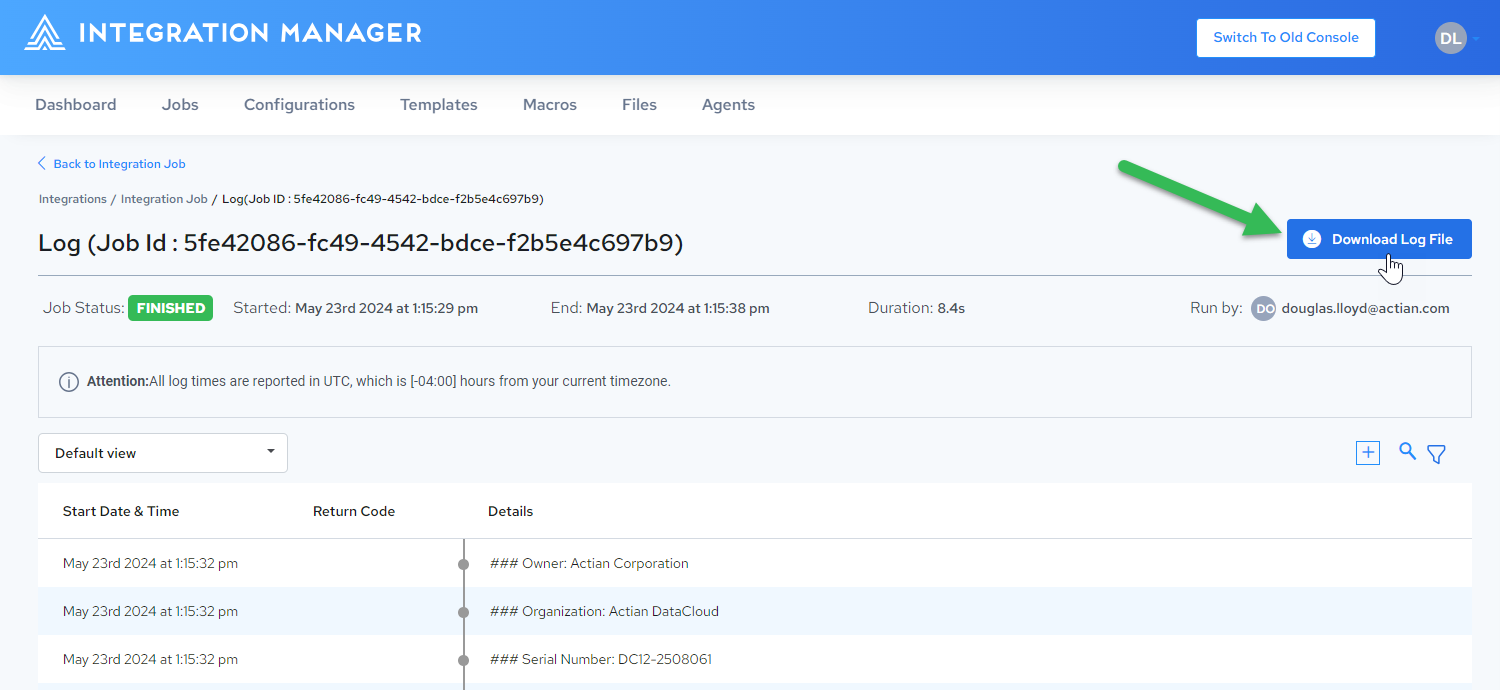 INTEGRATION MANAGER
Switch To Old Console
DL
Dashboard Jobs Configurations Templates Macros Files Agents
Back to Integration Job
Integrations / Integration Job / Log(Job ID : 5fe42086-fc49-4542-bdce-f2b5e4c697b9)
Log (Job Id : 5fe42086-fc49-4542-bdce-f2b5e4c697b9)
Download Log File
Job Status: FINISHED Started: May 23rd 2024 at 1:15:29 pm End: May 23rd 2024 at 1:15:38 pm Duration: 8.4s Run by: DO douglas.lloyd@actian.com
Attention:All log times are reported in UTC, which is [-04:00] hours from your current timezone.
Default view
Start Date & Time Return Code Details
May 23rd 2024 at 1:15:32 pm ### Owner: Actian Corporation
May 23rd 2024 at 1:15:32 pm ### Organization: Actian DataCloud
May 23rd 2024 at 1:15:32 pm ### Serial Number: DC12-2508061